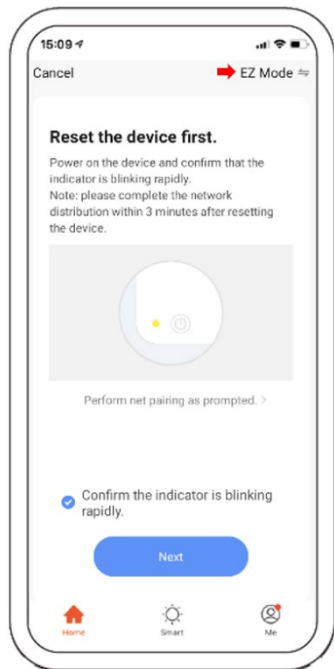 15:09
Cancel
EZ Mode
Reset the device first.
Power on the device and confirm that the
indicator is blinking rapidly.
Note: please complete the network
distribution within 3 minutes after resetting
the device.
Perform net pairing as prompted. >
Confirm the indicator is blinking
rapidly.
Next
Home
Smart
Me